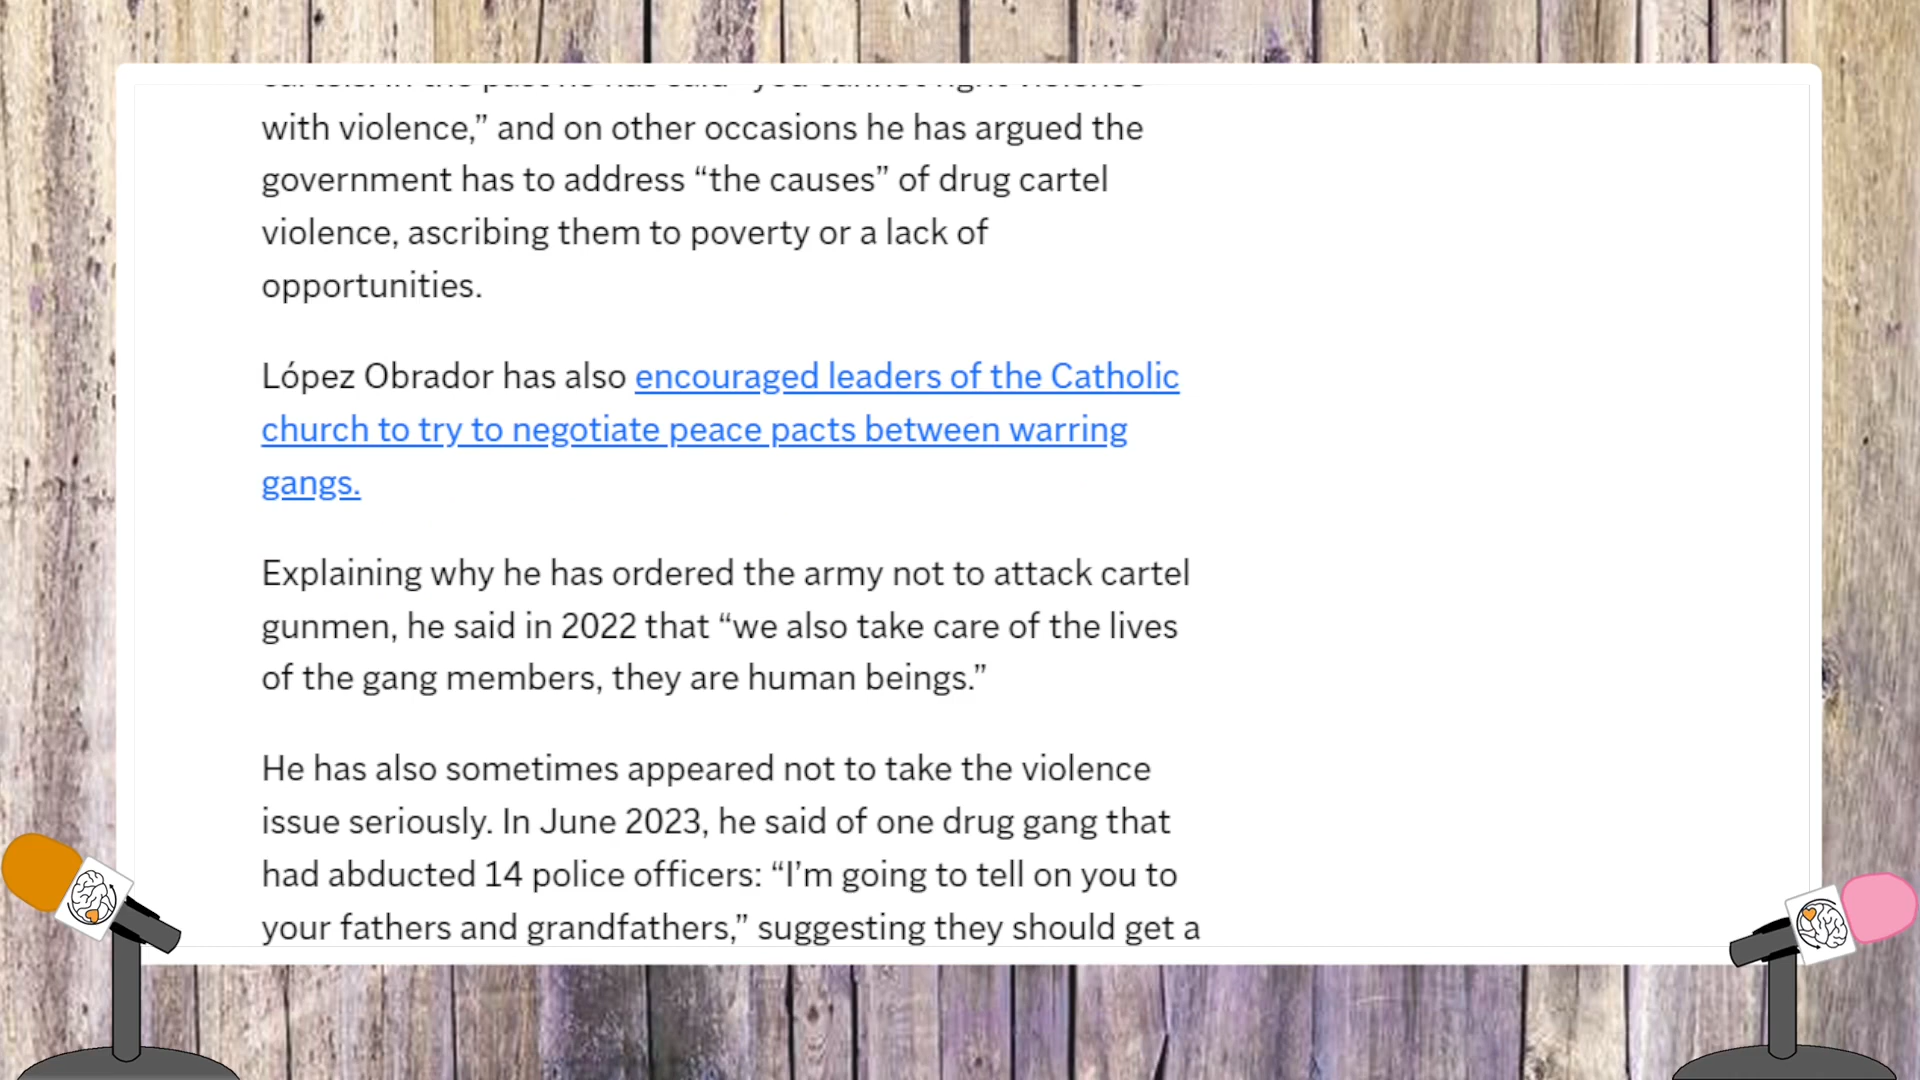 with violence,” and on other occasions he has argued the
government has to address “the causes” of drug cartel
violence, ascribing them to poverty or a lack of
opportunities.
López Obrador has also encouraged leaders of the Catholic
church to try to negotiate peace pacts between warring
gangs.
Explaining why he has ordered the army not to attack cartel
gunmen, he said in 2022 that “we also take care of the lives
of the gang members, they are human beings.”
He has also sometimes appeared not to take the violence
issue seriously. In June 2023, he said of one drug gang that
had abducted 14 police officers: “I’m going to tell on you to
your fathers and grandfathers,” suggesting they should get a